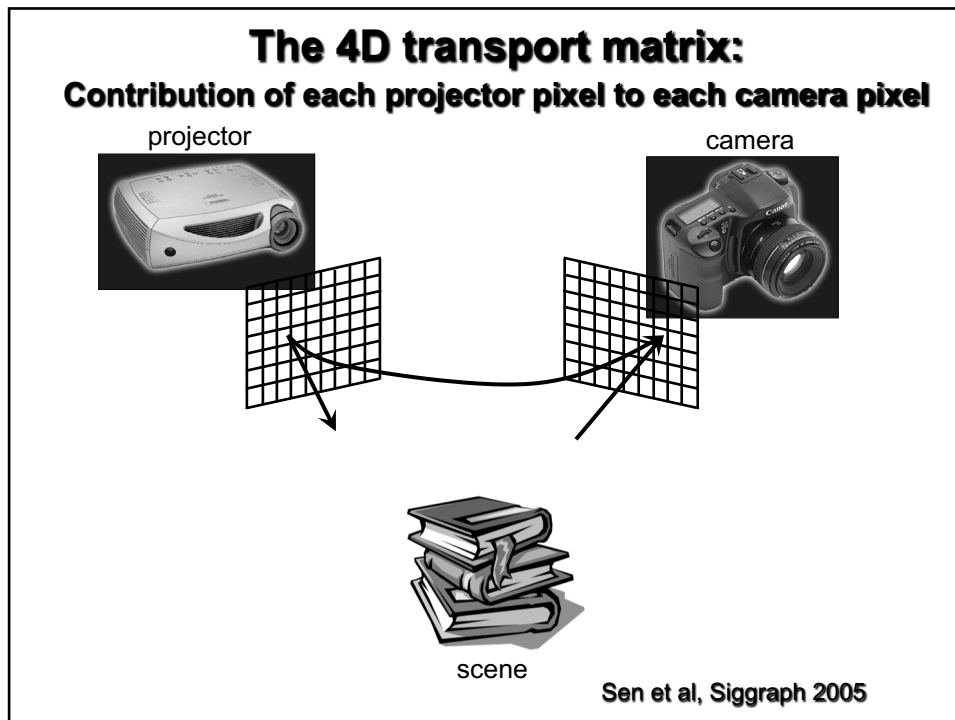 The 4D transport matrix:
Contribution of each projector pixel to each camera pixel
projector
camera
Canon
scene
Sen et al, Siggraph 2005